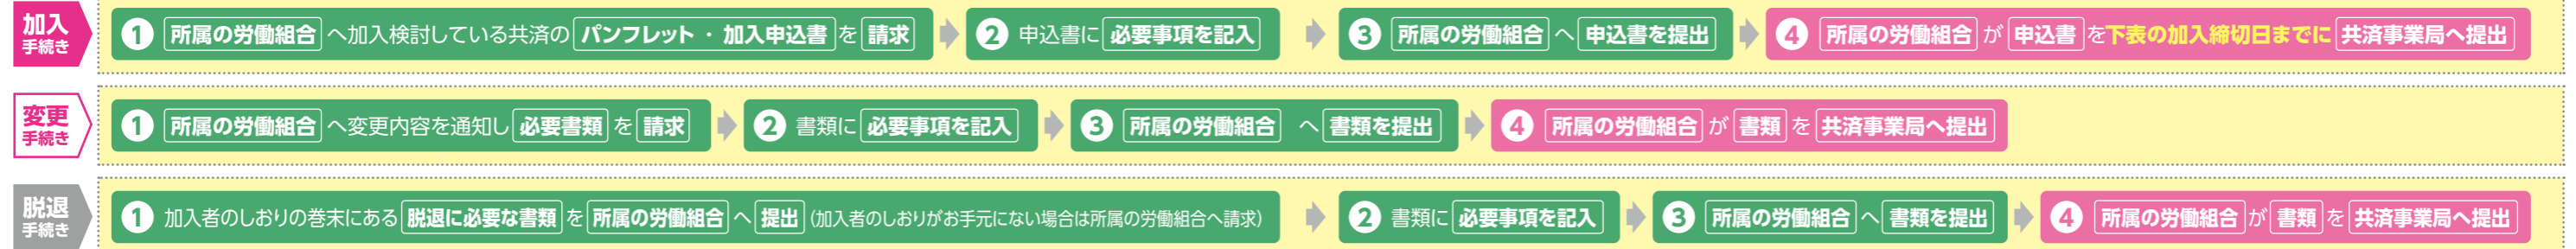 加入
手続き
1 所属の労働組合 へ加入検討している共済の パンフレット ・ 加入申込書 を 請求
2 申込書に 必要事項を記入
3 所属の労働組合 へ 申込書を提出
4 所属の労働組合 が 申込書 を下表の加入締切日までに 共済事業局へ提出
変更
手続き
1 所属の労働組合 へ変更内容を通知し 必要書類 を 請求
2 書類に 必要事項を記入
3 所属の労働組合 へ 書類を提出
4 所属の労働組合 が 書類 を 共済事業局へ提出
脱退
手続き
1 加入者のしおりの巻末にある 脱退に必要な書類 を 所属の労働組合 へ 提出 (加入者のしおりがお手元にない場合は所属の労働組合へ請求)
2 書類に 必要事項を記入
3 所属の労働組合 へ 書類を提出
4 所属の労働組合 が 書類 を 共済事業局へ提出